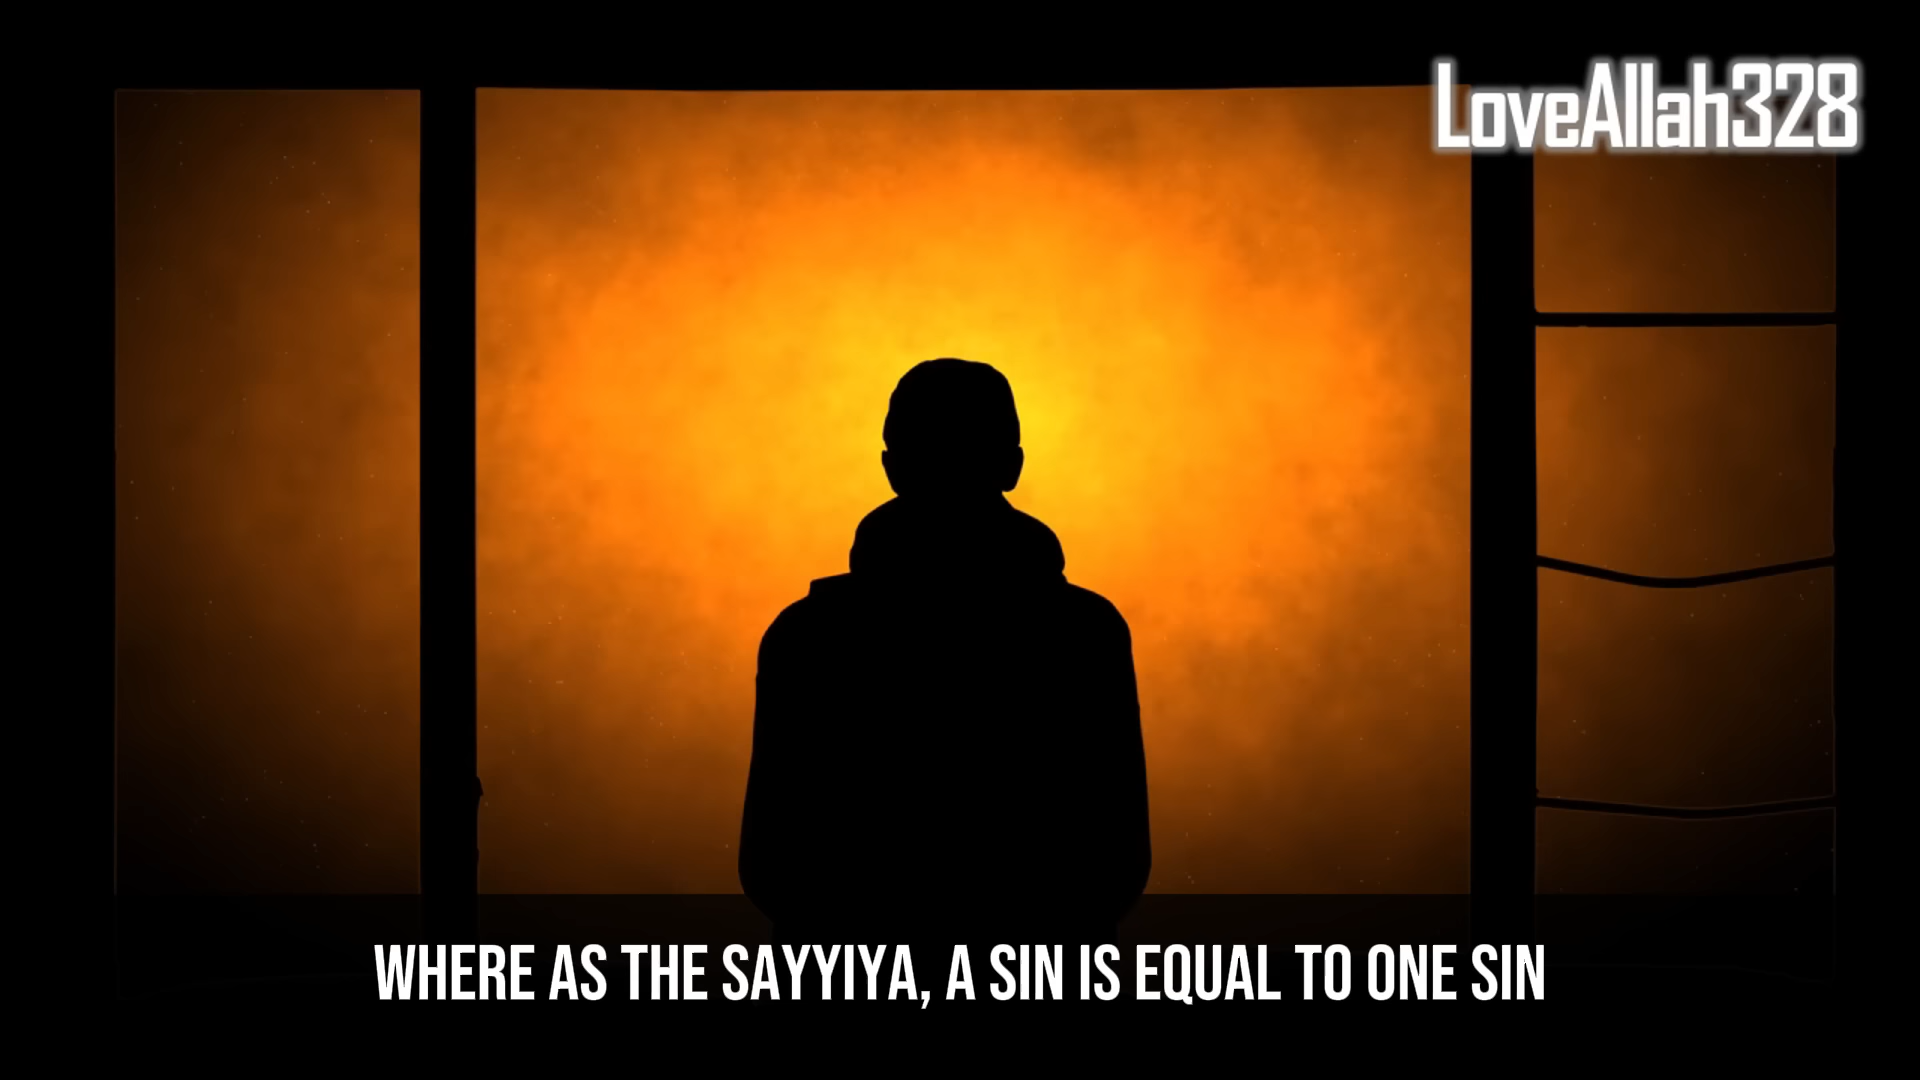 LoveAllah328
WHERE AS THE SAYYIYA, A SIN IS EQUAL TO ONE SIN